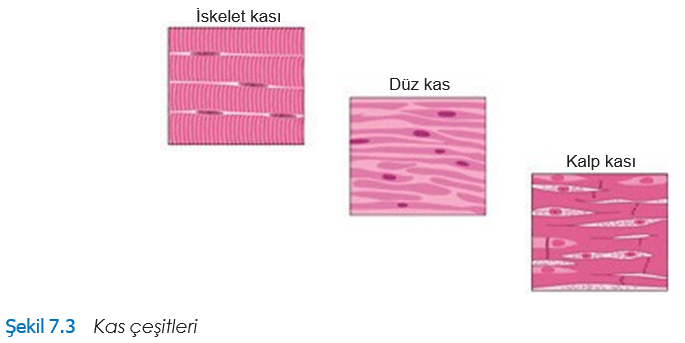 İskelet kası
Düz kas
Kalp kası
Şekil 7.3 Kas çeşitleri